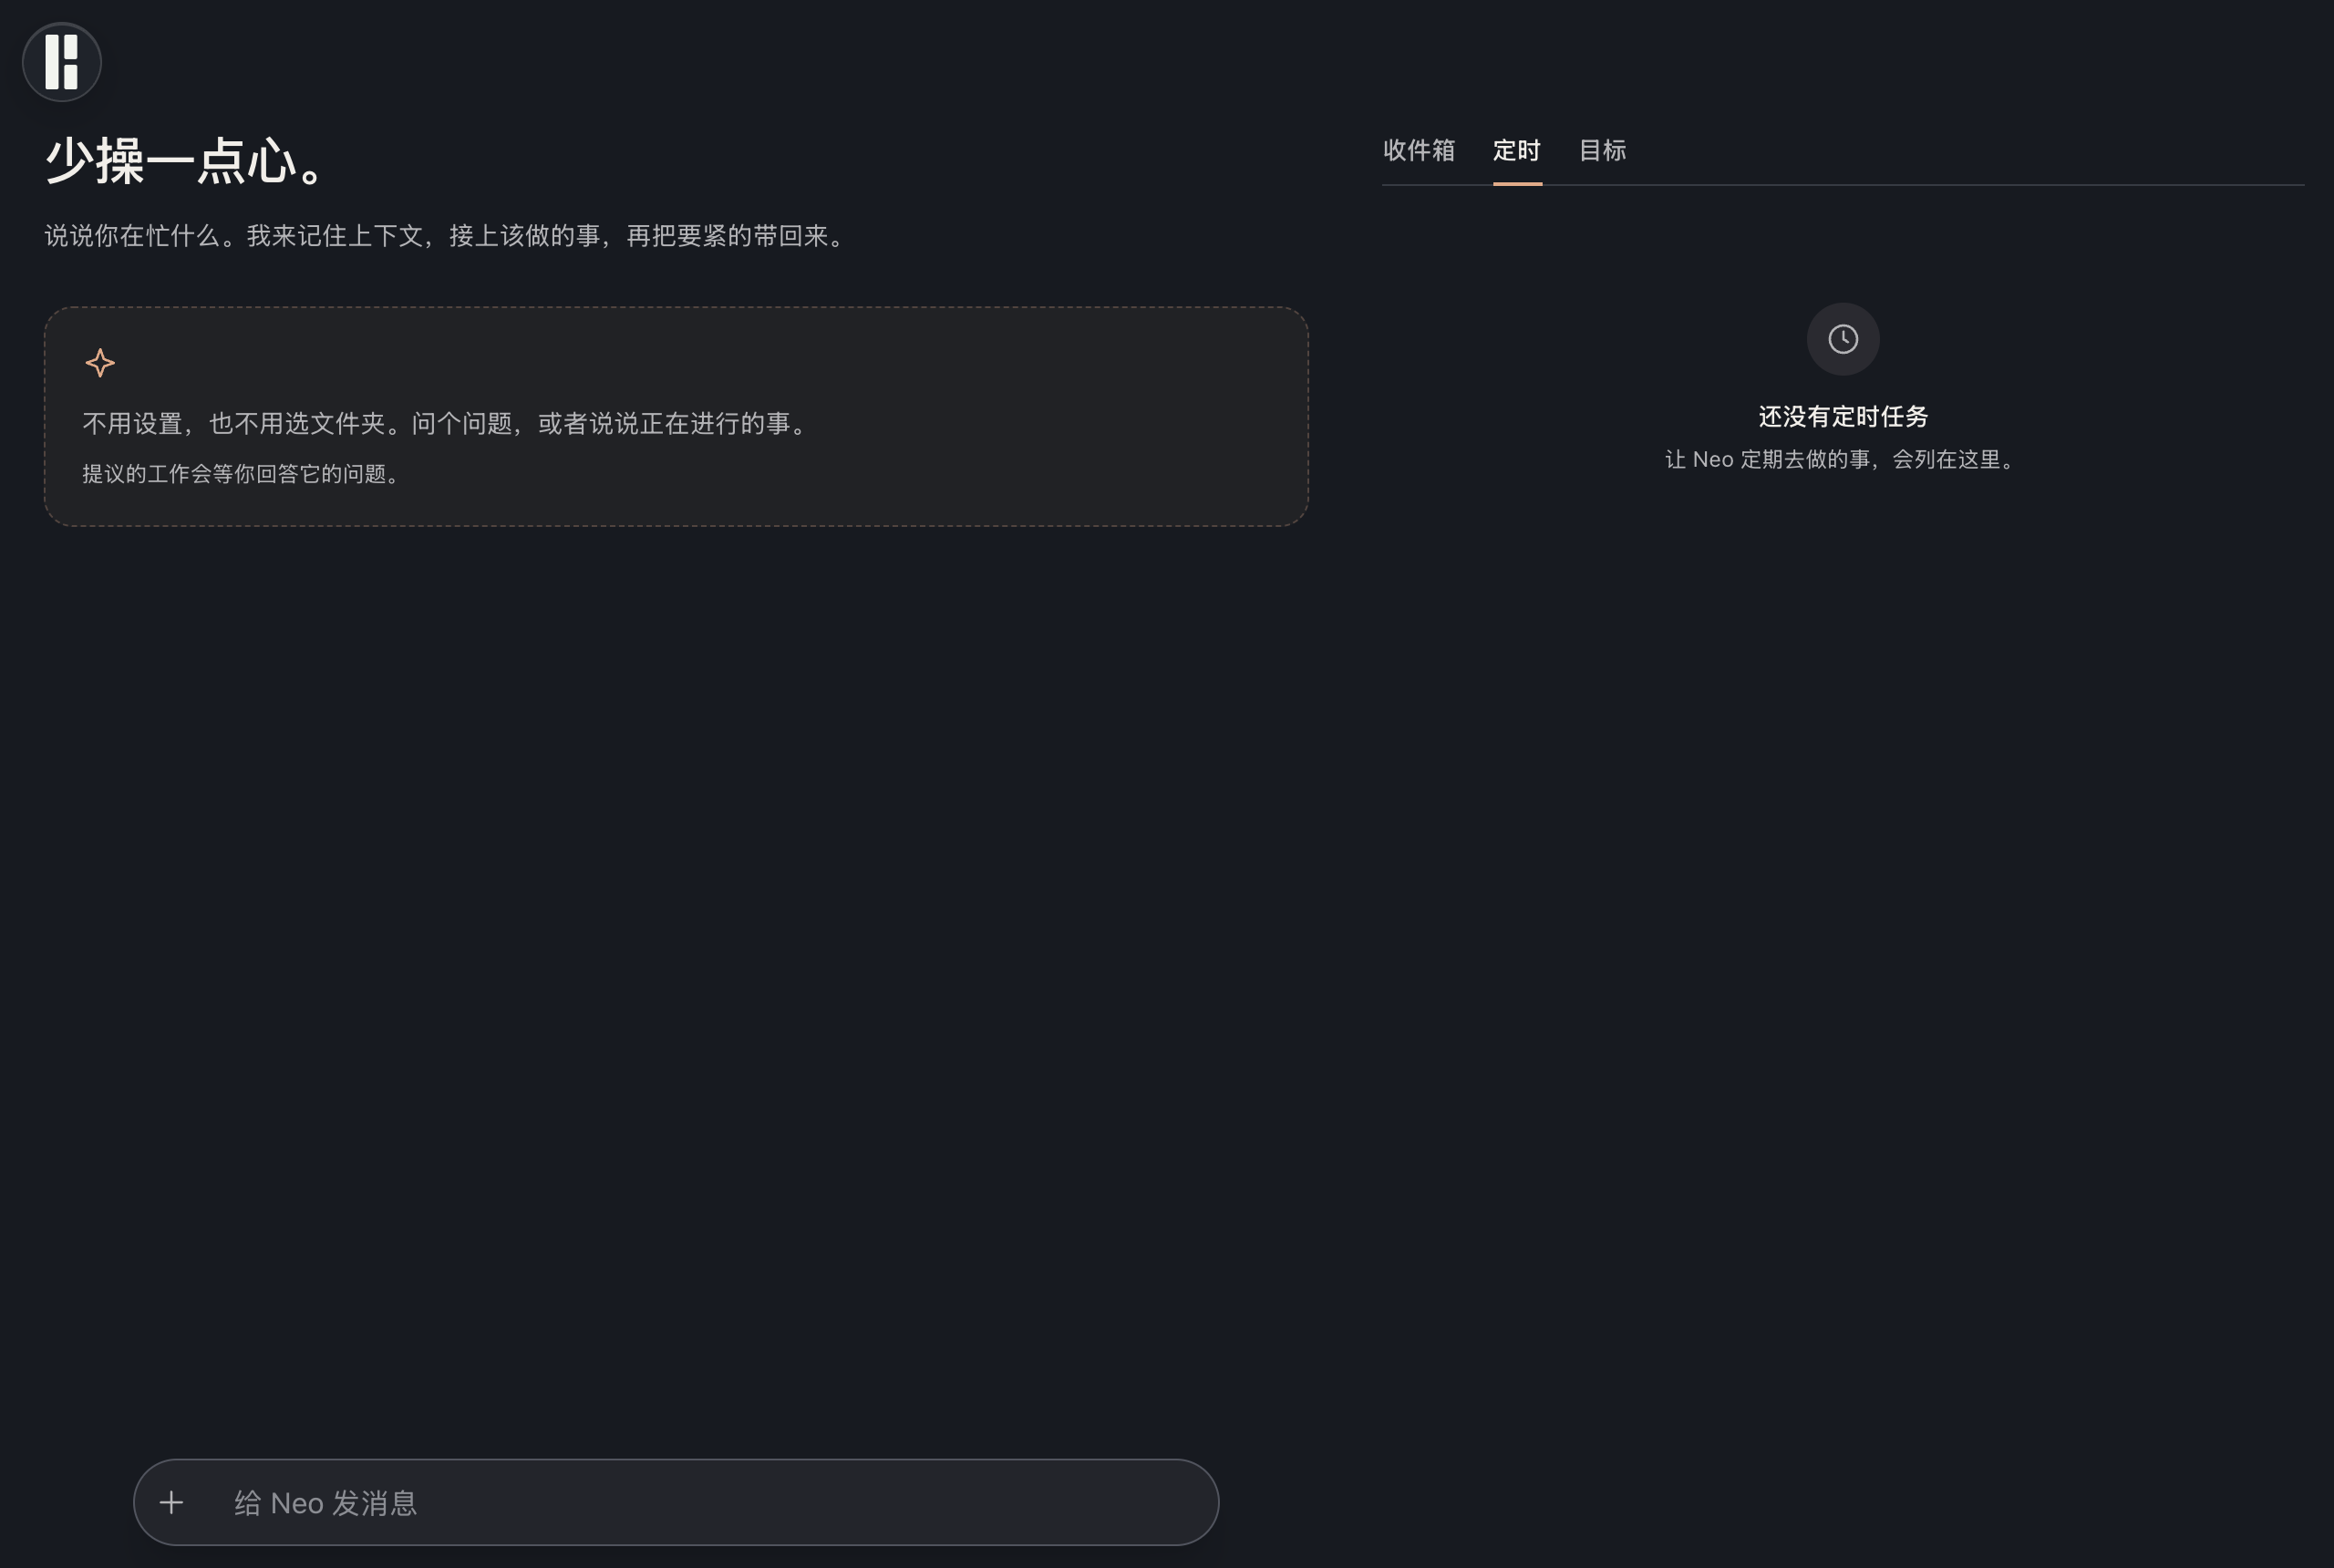 少操一点心。
说说你在忙什么。我来记住上下文，接上该做的事，再把要紧的带回来。
不用设置，也不用选文件夹。问个问题，或者说说正在进行的事。
提议的工作会等你回答它的问题。
给 Neo 发消息
收件箱 定时 目标
还没有定时任务
让 Neo 定期去做的事，会列在这里。